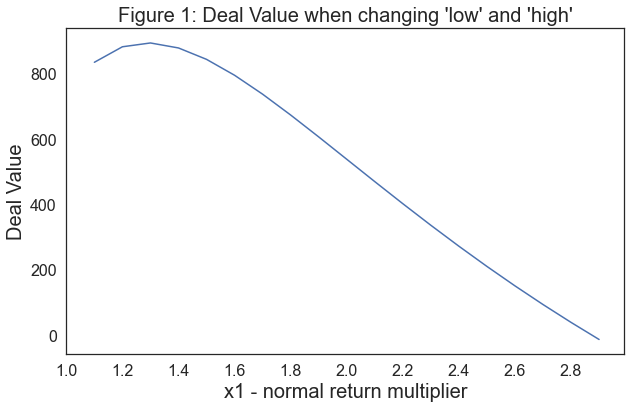 Figure 1: Deal Value when changing 'low' and 'high'
Deal Value
800
600
400
200
0
1.0 1.2 1.4 1.6 1.8 2.0 2.2 2.4 2.6 2.8
x1 - normal return multiplier